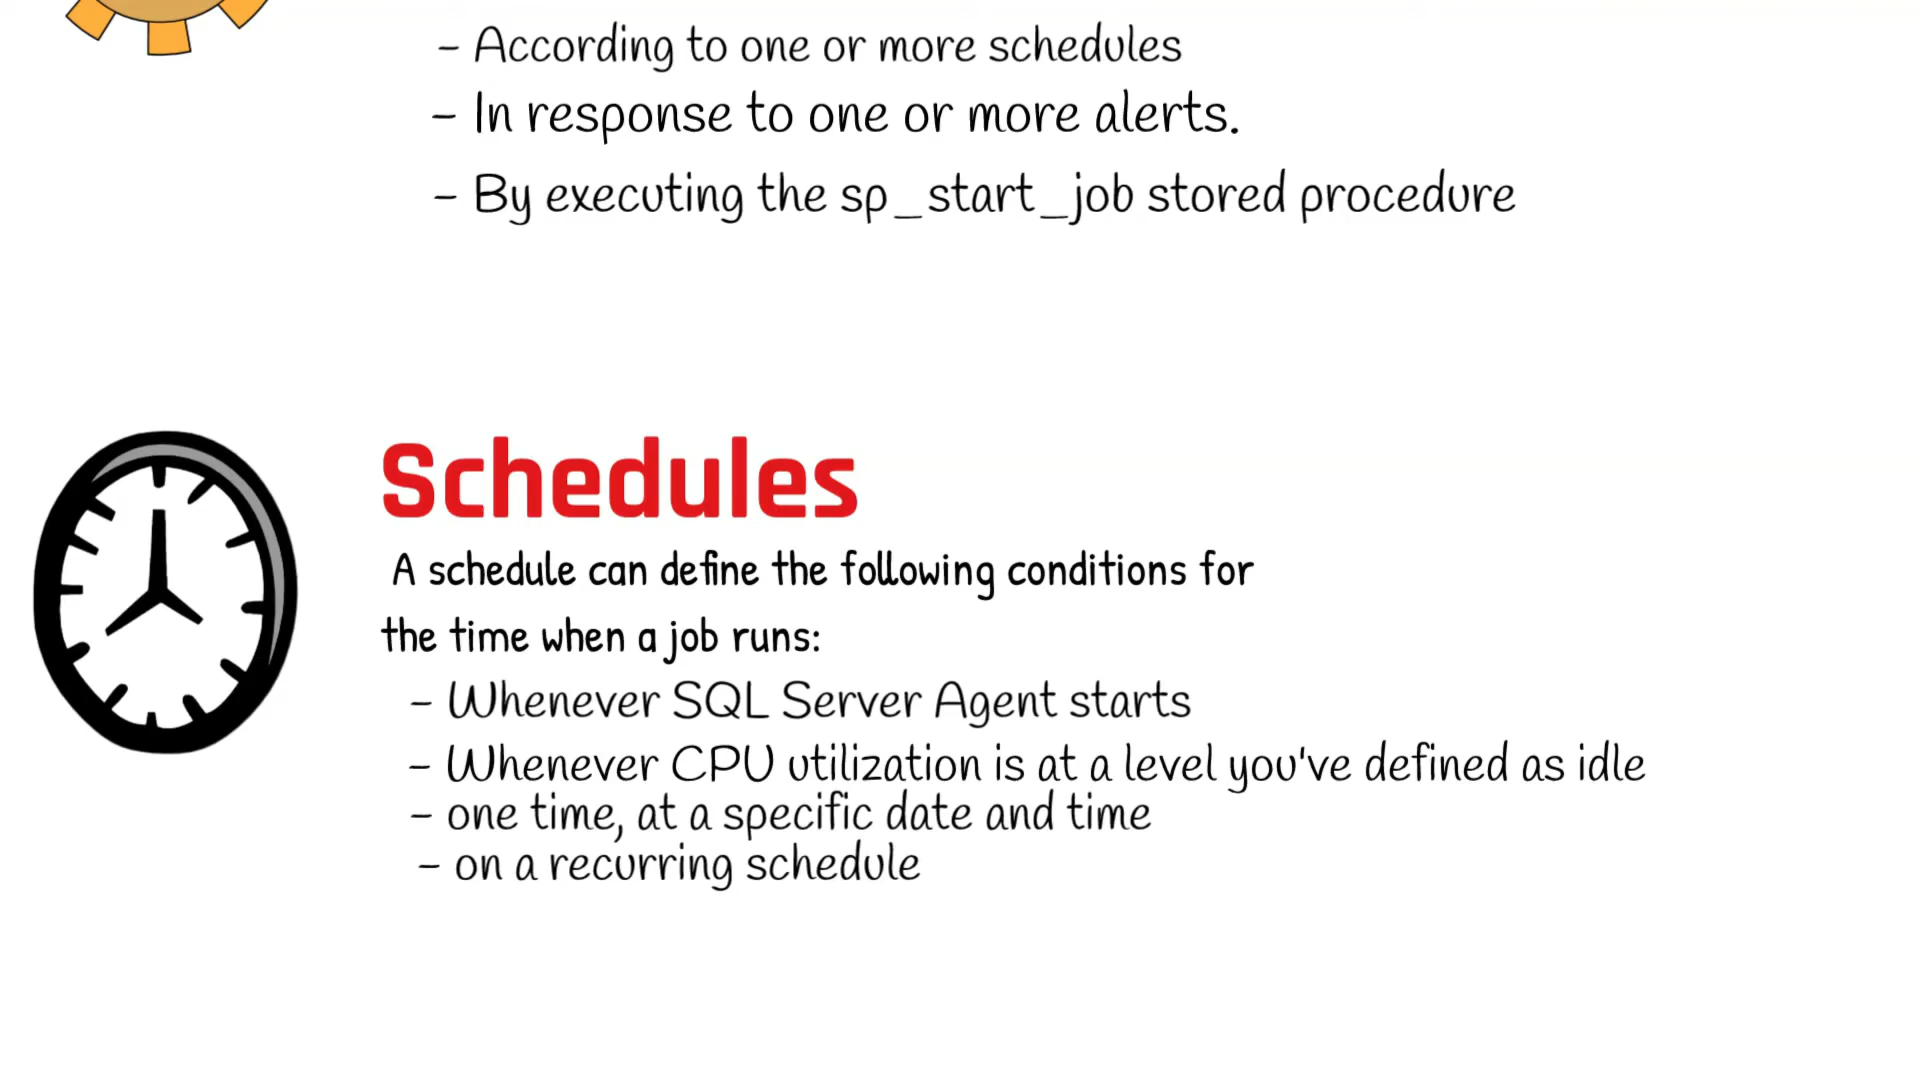 - According to one or more schedules
- In response to one or more alerts.
- By executing the sp_start_job stored procedure
Schedules
A schedule can define the following conditions for
the time when a job runs:
- Whenever SQL Server Agent starts
- Whenever CPU utilization is at a level you've defined as idle
- one time, at a specific date and time
- on a recurring schedule